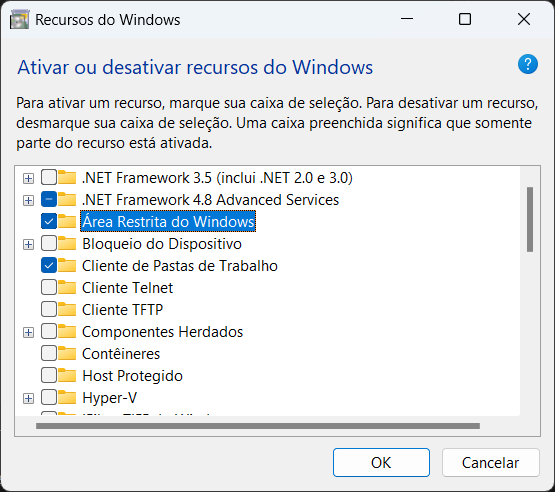 Recursos do Windows
Ativar ou desativar recursos do Windows
?
Para ativar um recurso, marque sua caixa de seleção. Para desativar um recurso,
desmarque sua caixa de seleção. Uma caixa preenchida significa que somente
parte do recurso está ativada.
.NET Framework 3.5 (inclui .NET 2.0 e 3.0)
.NET Framework 4.8 Advanced Services
Área Restrita do Windows
Bloqueio do Dispositivo
Cliente de Pastas de Trabalho
Cliente Telnet
Cliente TFTP
Componentes Herdados
Contêineres
Host Protegido
Hyper-V
OK
Cancelar